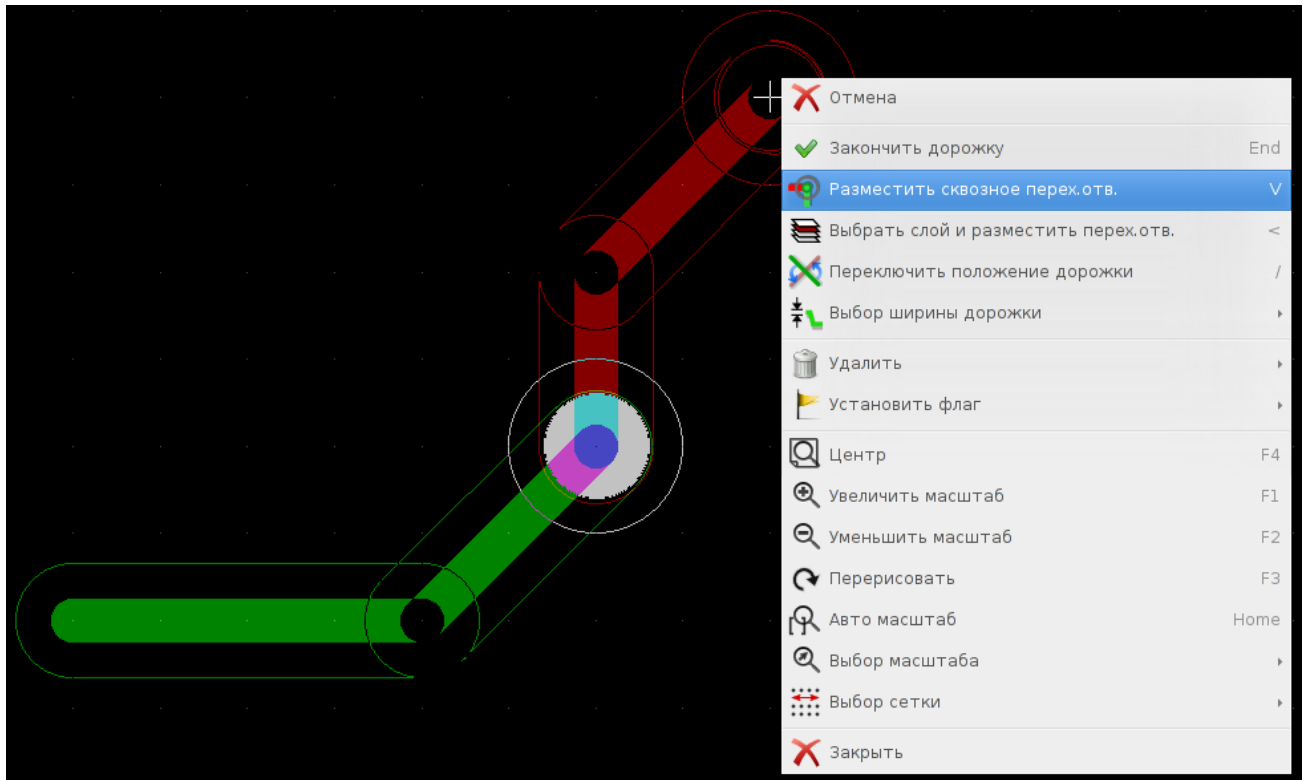 Отмена
Закончить дорожку End
Разместить сквозное перех.отв. V
Выбрать слой и разместить перех.отв. <
Переключить положение дорожки /
Выбор ширины дорожки
Удалить
Установить флаг
Центр F4
Увеличить масштаб F1
Уменьшить масштаб F2
Перерисовать F3
Авто масштаб Home
Выбор масштаба
Выбор сетки
Закрыть